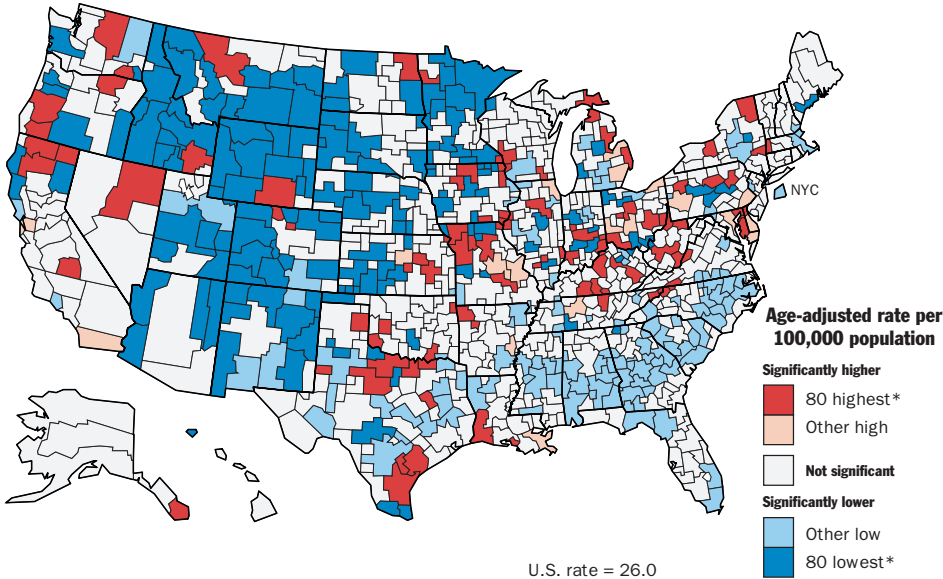 NYC
Age-adjusted rate per
100,000 population
Significantly higher
80 highest*
Other high
Not significant
Significantly lower
Other low
80 lowest*
U.S. rate = 26.0